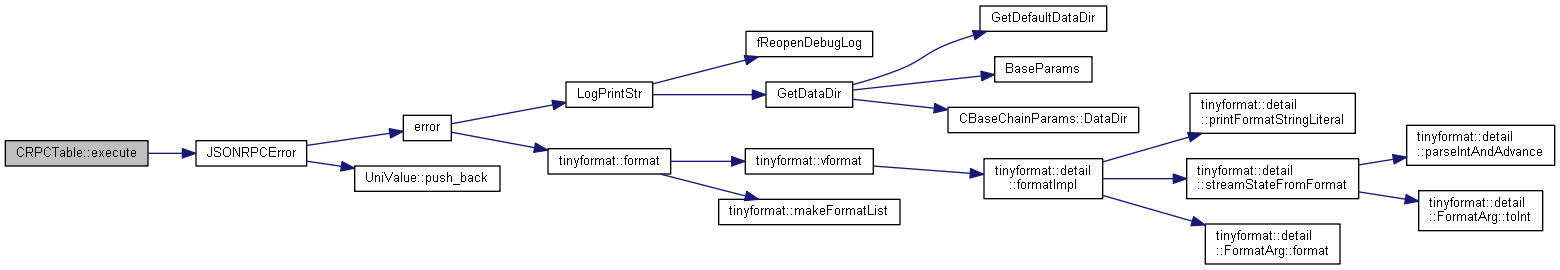 CRPCTable::execute
JSONRPCError
error
UniValue::push_back
LogPrintStr
tinyformat::format
fReopenDebugLog
GetDataDir
tinyformat::vformat
tinyformat::makeFormatList
GetDefaultDataDir
BaseParams
CBaseChainParams::DataDir
tinyformat::detail
::formatImpl
tinyformat::detail
::printFormatStringLiteral
tinyformat::detail
::streamStateFromFormat
tinyformat::detail
::FormatArg::format
tinyformat::detail
::parseIntAndAdvance
tinyformat::detail
::FormatArg::toInt